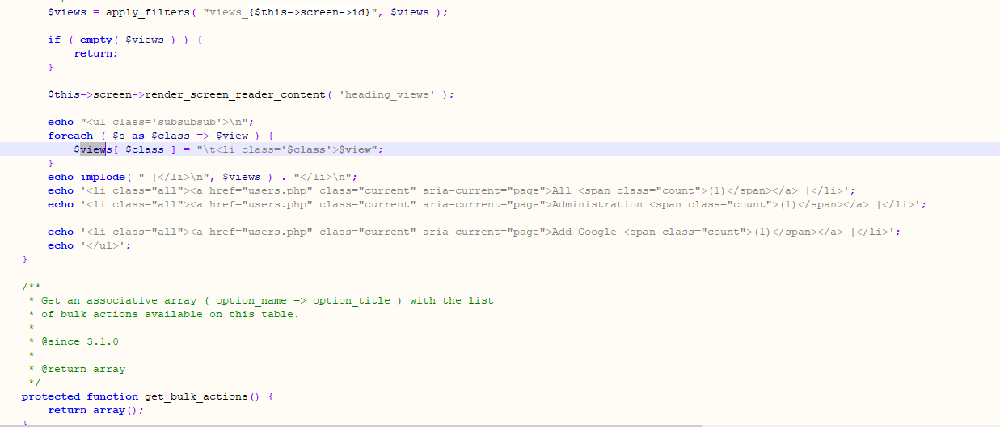 $views = apply_filters( "views_{$this->screen->id}", $views );
if ( empty( $views ) ) {
return;
}
$this->screen->render_screen_reader_content( 'heading_views' );
echo "<ul class='subsubsub'>\n";
foreach ( $s as $class => $view ) {
$views[ $class ] = "\t<li class='$class'>$view";
}
echo implode( " |</li>\n", $views ) . "</li>\n";
echo '<li class="all"><a href="users.php" class="current" aria-current="page">All <span class="count">(1)</span></a> |</li>';
echo '<li class="all"><a href="users.php" class="current" aria-current="page">Administration <span class="count">(1)</span></a> |</li>';
echo '<li class="all"><a href="users.php" class="current" aria-current="page">Add Google <span class="count">(1)</span></a> |</li>';
echo '</ul>';
}
/**
* Get an associative array ( option_name => option_title ) with the list
* of bulk actions available on this table.
*
* @since 3.1.0
*
* @return array
*/
protected function get_bulk_actions() {
return array();
}